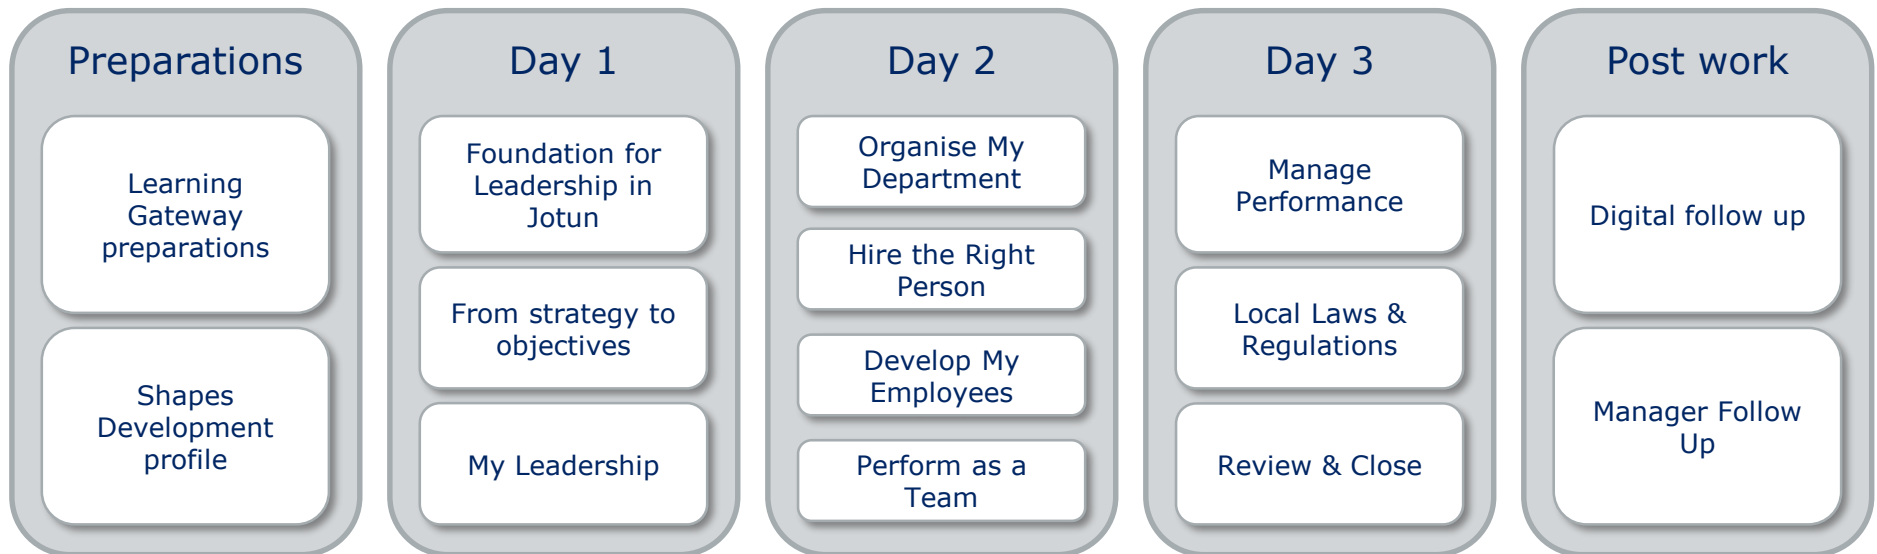 Preparations
Learning
Gateway
preparations
Shapes
Development
profile
Day 1
Foundation for
Leadership in
Jotun
From strategy to
objectives
My Leadership
Day 2
Organise My
Department
Hire the Right
Person
Develop My
Employees
Perform as a
Team
Day 3
Manage
Performance
Local Laws &
Regulations
Review & Close
Post work
Digital follow up
Manager Follow
Up